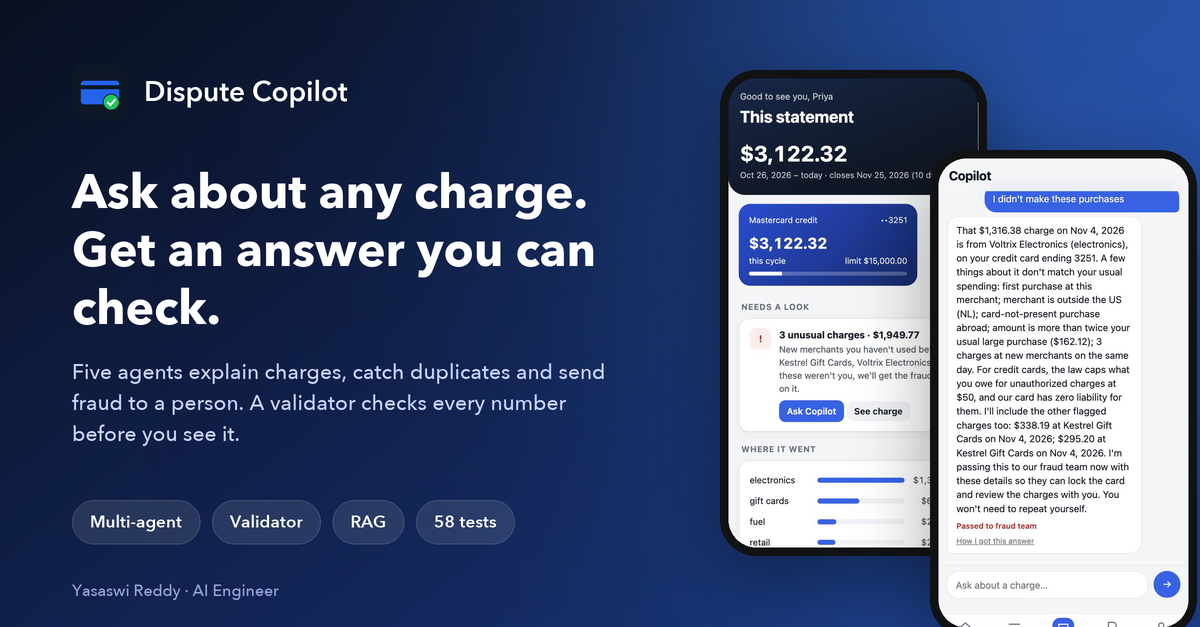 Dispute Copilot
Ask about any charge.
Get an answer you can
check.
Five agents explain charges, catch duplicates and send
fraud to a person. A validator checks every number
before you see it.
Multi-agent
Validator
RAG
58 tests
Yasaswi Reddy · AI Engineer
Good to see you, Priya
This statement
$3,122.32
Oct 26, 2026 – today · closes Nov 25, 2026 (10 d
Mastercard credit
··3251
$3,122.32
this cycle
limit $15,000.00
NEEDS A LOOK
!
3 unusual charges · $1,949.77
New merchants you haven't used be
Kestrel Gift Cards, Voltrix Electronics
these weren't you, we'll get the fraud
on it.
Ask Copilot
See charge
WHERE IT WENT
electronics
$1,3
gift cards
fuel
retail
Copilot
I didn't make these purchases
That $1,316.38 charge on Nov 4, 2026
is from Voltrix Electronics (electronics),
on your credit card ending 3251. A few
things about it don't match your usual
spending: first purchase at this
merchant; merchant is outside the US
(NL); card-not-present purchase
abroad; amount is more than twice your
usual large purchase ($162.12); 3
charges at new merchants on the same
day. For credit cards, the law caps what
you owe for unauthorized charges at
$50, and our card has zero liability for
them. I'll include the other flagged
charges too: $338.19 at Kestrel Gift
Cards on Nov 4, 2026; $295.20 at
Kestrel Gift Cards on Nov 4, 2026. I'm
passing this to our fraud team now with
these details so they can lock the card
and review the charges with you. You
won't need to repeat yourself.
Passed to fraud team
How I got this answer
Ask about a charge...